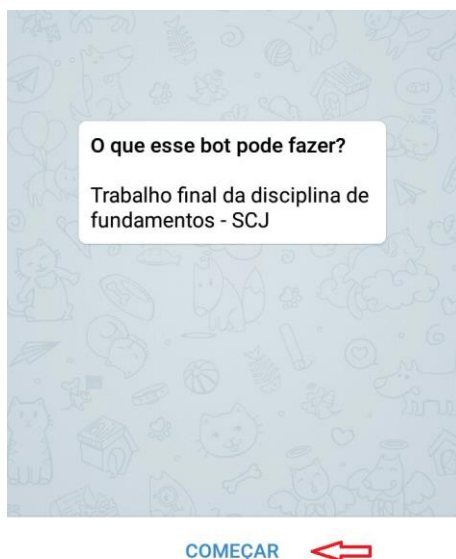 O que esse bot pode fazer?
Trabalho final da disciplina de
fundamentos - SCJ
COMEÇAR